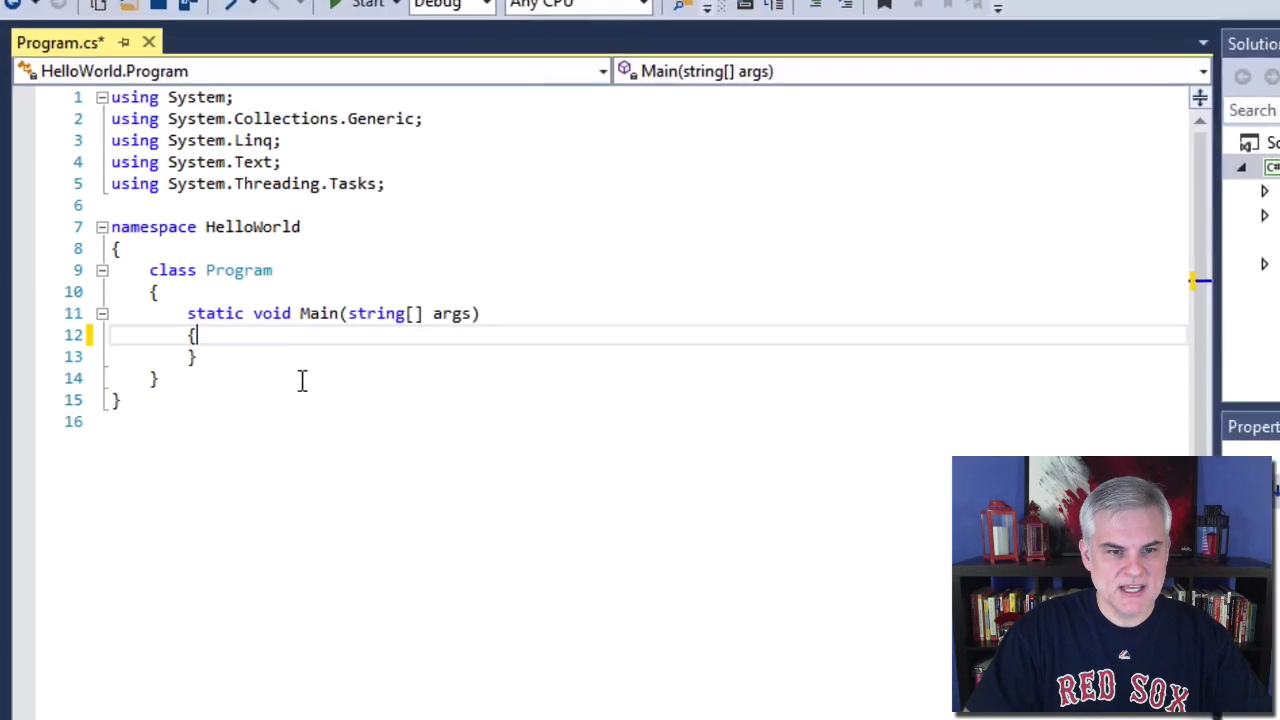 Start Debug Any CPU
Program.cs*
HelloWorld.Program Main(string[] args)
Solutio
Search
So
C#
1 using System;
2 using System.Collections.Generic;
3 using System.Linq;
4 using System.Text;
5 using System.Threading.Tasks;
6
7 namespace HelloWorld
8 {
9 class Program
10 {
11 static void Main(string[] args)
12 {
13 }
14 }
15 }
16
Propert
RED SOX